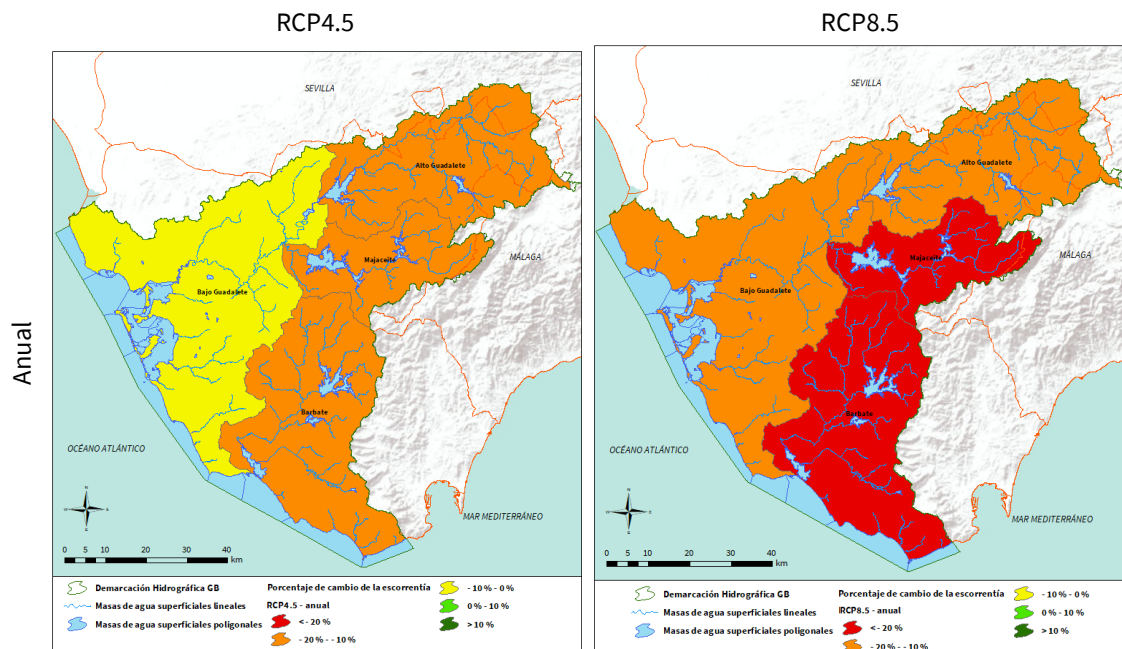 RCP4.5
RCP8.5
Anual
SEVILLA
Alto Guadalete
MÁLAGA
Majaceite
Bajo Guadalete
Barbate
OCÉANO ATLÁNTICO
MAR MEDITERRÁNEO
N
W E
S
0 5 10 20 30 40
km
Demarcación Hidrográfica GB
Masas de agua superficiales lineales
Masas de agua superficiales poligonales
Porcentaje de cambio de la escorrentía
RCP4.5 - anual
< - 20 %
- 20 % - - 10 %
- 10 % - 0 %
0 % - 10 %
> 10 %
SEVILLA
Alto Guadalete
MÁLAGA
Majaceite
Bajo Guadalete
Barbate
OCÉANO ATLÁNTICO
MAR MEDITERRÁNEO
N
W E
S
0 5 10 20 30 40
km
Demarcación Hidrográfica GB
Masas de agua superficiales lineales
Masas de agua superficiales poligonales
Porcentaje de cambio de la escorrentía
RCP8.5 - anual
< - 20 %
- 20 % - - 10 %
- 10 % - 0 %
0 % - 10 %
> 10 %